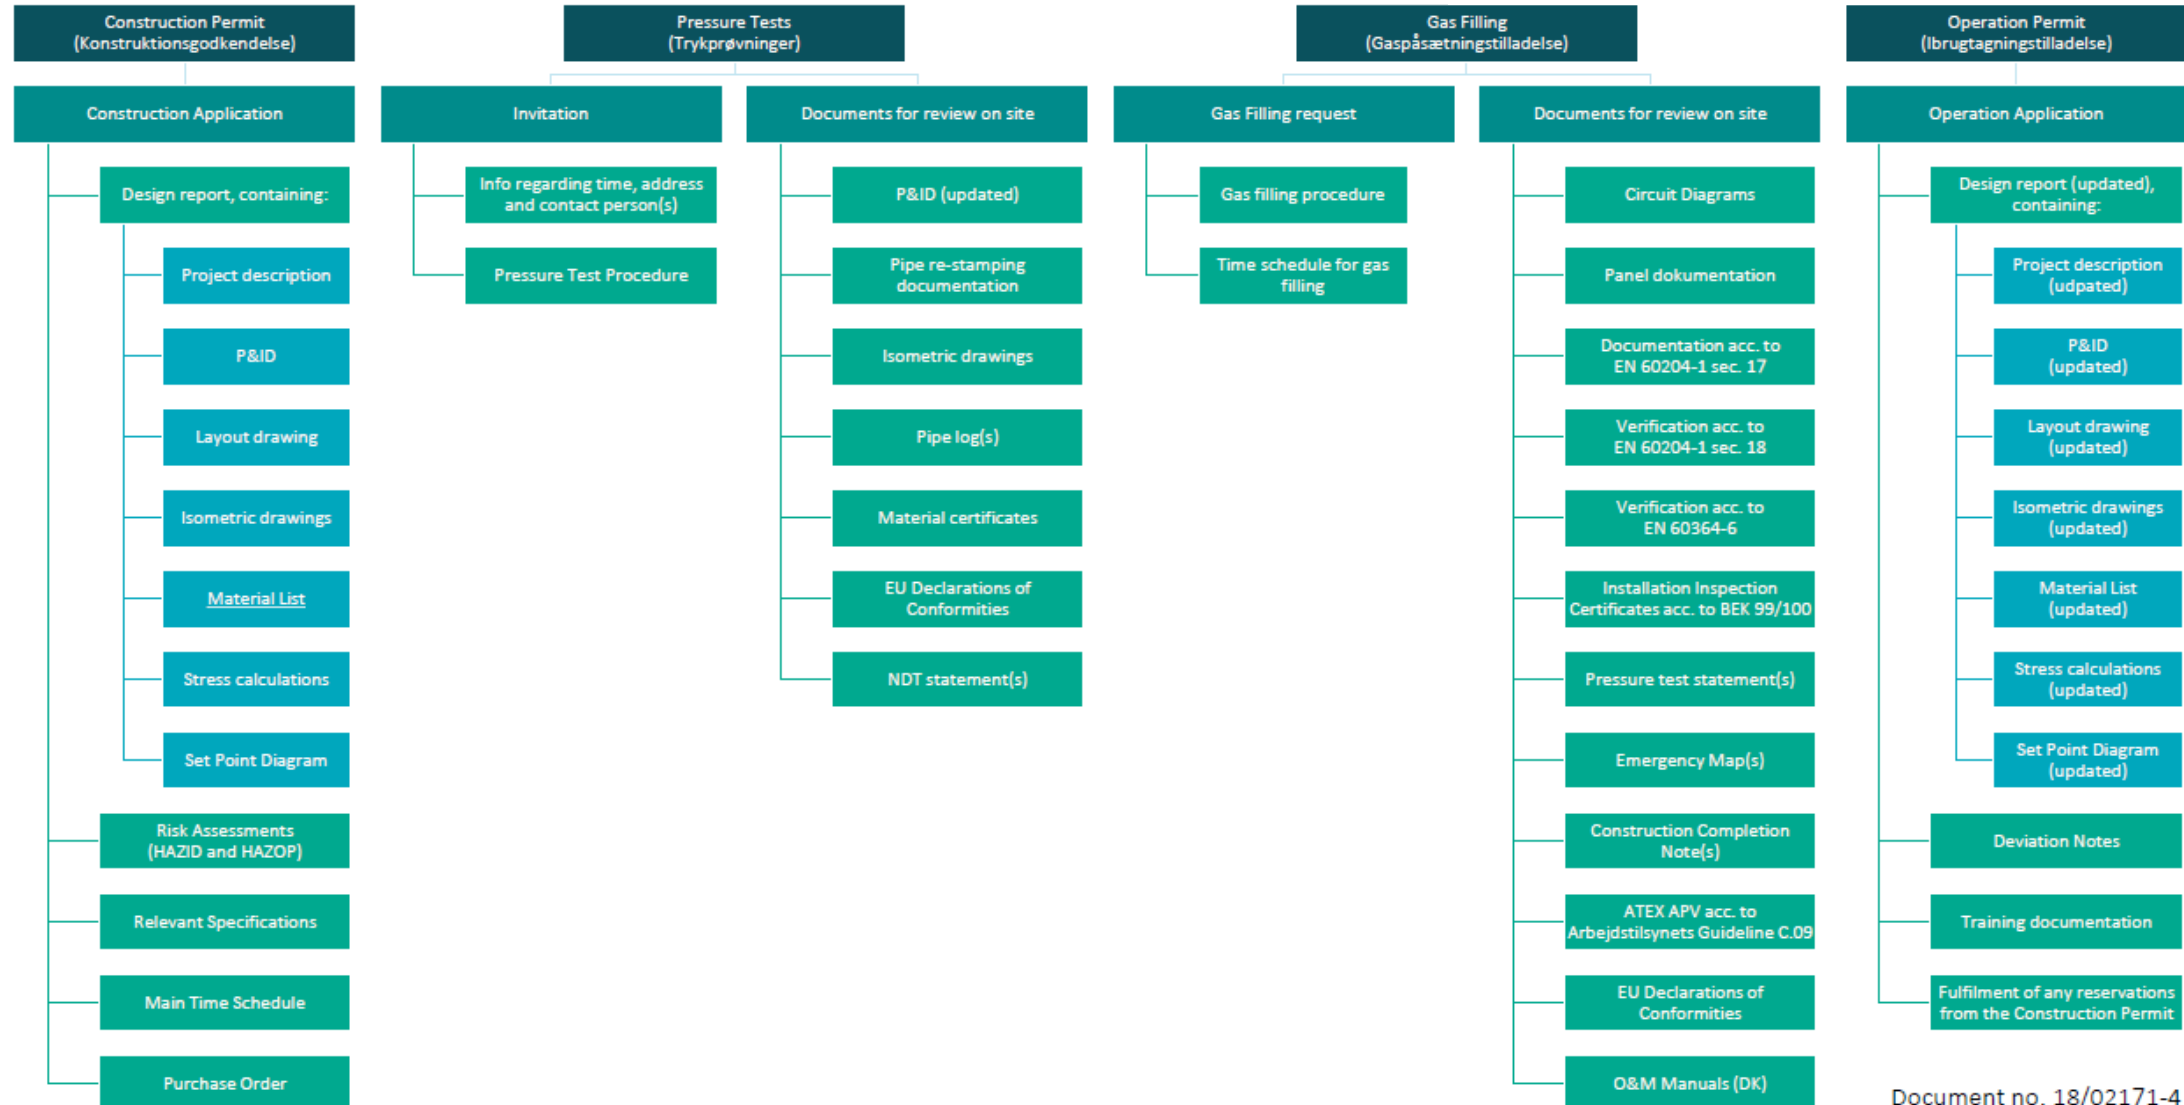 Construction Permit
(Konstruktionsgodkendelse)
Construction Application
Design report, containing:
Project description
P&ID
Layout drawing
Isometric drawings
Material List
Stress calculations
Set Point Diagram
Risk Assessments
(HAZID and HAZOP)
Relevant Specifications
Main Time Schedule
Purchase Order
Pressure Tests
(Trykprøvninger)
Invitation
Info regarding time, address
and contact person(s)
Pressure Test Procedure
Documents for review on site
P&ID (updated)
Pipe re-stamping
documentation
Isometric drawings
Pipe log(s)
Material certificates
EU Declarations of
Conformities
NDT statement(s)
Gas Filling
(Gaspåsætningstilladelse)
Gas Filling request
Gas filling procedure
Time schedule for gas
filling
Documents for review on site
Circuit Diagrams
Panel dokumentation
Documentation acc. to
EN 60204-1 sec. 17
Verification acc. to
EN 60204-1 sec. 18
Verification acc. to
EN 60364-6
Installation Inspection
Certificates acc. to BEK 99/100
Pressure test statement(s)
Emergency Map(s)
Construction Completion
Note(s)
ATEX APV acc. to
Arbejdstilsynets Guideline C.09
EU Declarations of
Conformities
O&M Manuals (DK)
Operation Permit
(Ibrugtagningstilladelse)
Operation Application
Design report (updated),
containing:
Project description
(udpated)
P&ID
(updated)
Layout drawing
(updated)
Isometric drawings
(updated)
Material List
(updated)
Stress calculations
(updated)
Set Point Diagram
(updated)
Deviation Notes
Training documentation
Fulfilment of any reservations
from the Construction Permit
Document no. 18/02171-4